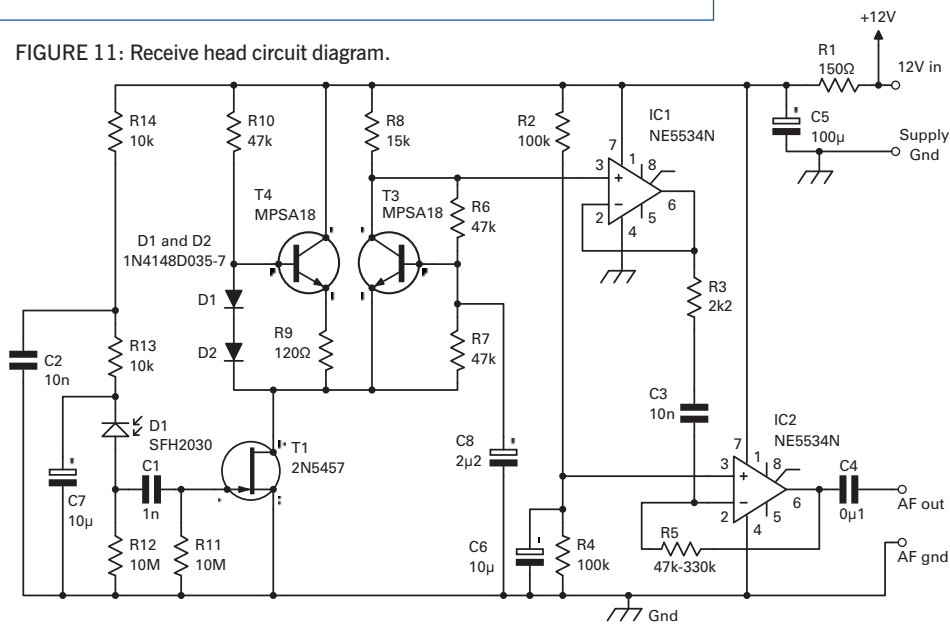 FIGURE 11: Receive head circuit diagram.
+12V
R1
150Ω
12V in
R14
10k
R10
47k
R8
15k
R2
100k
IC1
NE5534N
C5
100µ
Supply
Gnd
7
1
8
3
+
–
2
6
5
4
T4
MPSA18
T3
MPSA18
R6
47k
D1 and D2
1N4148D035-7
D1
D2
R9
120Ω
R7
47k
R3
2k2
C2
10n
R13
10k
D1
SFH2030
C1
1n
T1
2N5457
C8
2µ2
C3
10n
IC2
NE5534N
7
1
8
3
+
–
2
6
5
4
C4
0µ1
AF out
AF gnd
C7
10µ
R12
10M
R11
10M
C6
10µ
R4
100k
R5
47k-330k
Gnd